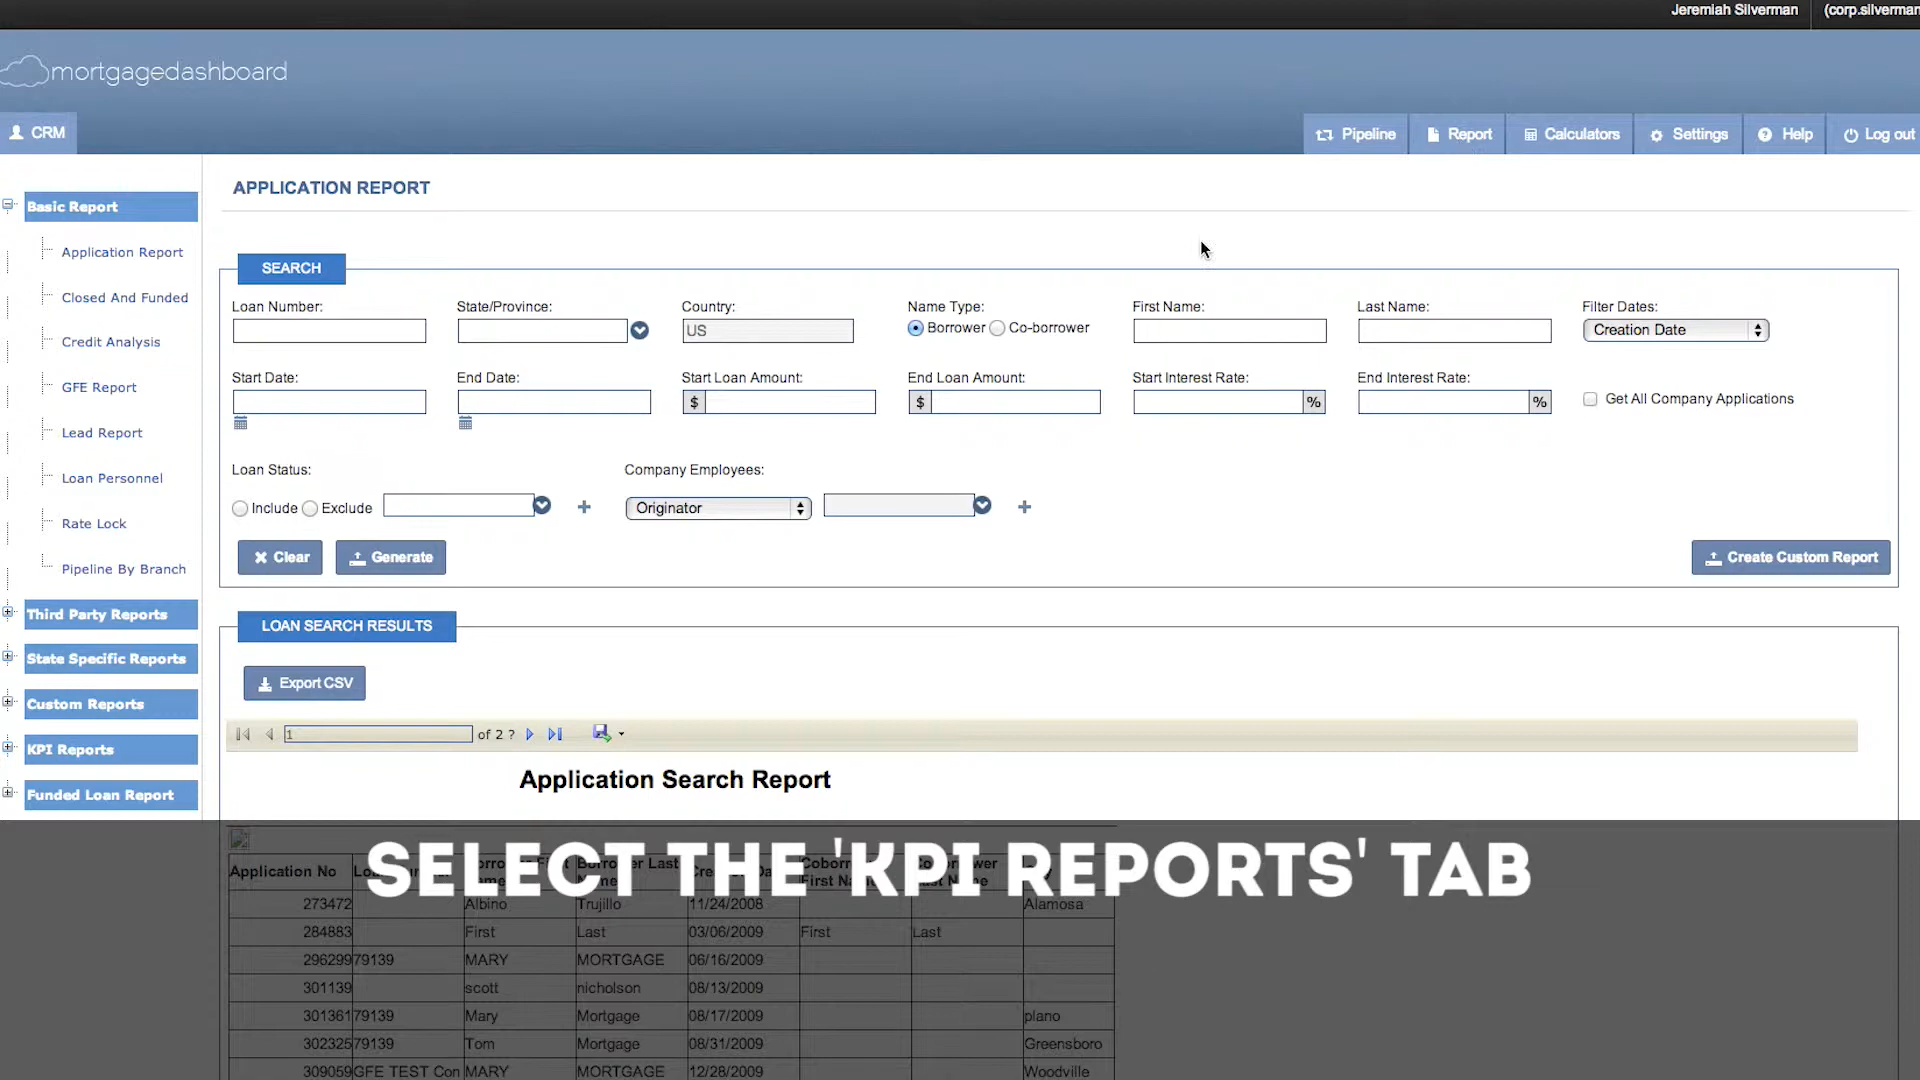 Jeremiah Silverman
(corp.silverman
mortgagedashboard
CRM
Pipeline
Report
Calculators
Settings
Help
Log out
Basic Report
Application Report
Closed And Funded
Credit Analysis
GFE Report
Lead Report
Loan Personnel
Rate Lock
Pipeline By Branch
Third Party Reports
State Specific Reports
Custom Reports
KPI Reports
Funded Loan Report
APPLICATION REPORT
SEARCH
Loan Number: State/Province: Country: Name Type: First Name: Last Name: Filter Dates:
US Borrower Co-borrower Creation Date
Start Date: End Date: Start Loan Amount: End Loan Amount: Start Interest Rate: End Interest Rate:
$ $ % % Get All Company Applications
Loan Status: Company Employees:
Include Exclude Originator
Clear Generate Create Custom Report
LOAN SEARCH RESULTS
Export CSV
1 of 2 ?
Application Search Report
SELECT THE 'KPI REPORTS' TAB
Application No
273472 Albino Trujillo 11/24/2008 Alamosa
284883 First Last 03/06/2009 First Last
296299 79139 MARY MORTGAGE 06/16/2009
301139 scott nicholson 08/13/2009
301361 79139 Mary Mortgage 08/17/2009 plano
302325 79139 Tom Mortgage 08/31/2009 Greensboro
309059 GFE TEST Con MARY MORTGAGE 12/28/2009 Woodville